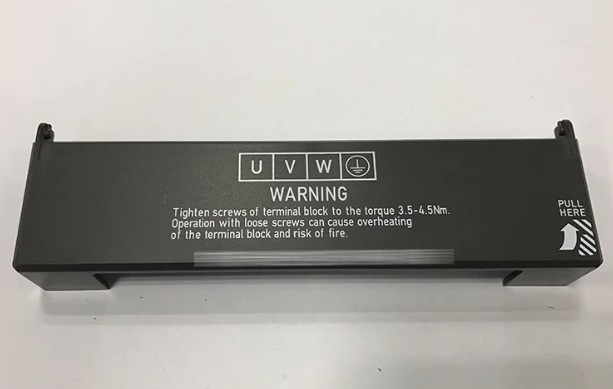 U V W
WARNING
Tighten screws of terminal block to the torque 3.5-4.5Nm.
Operation with loose screws can cause overheating
of the terminal block and risk of fire.
PULL
HERE